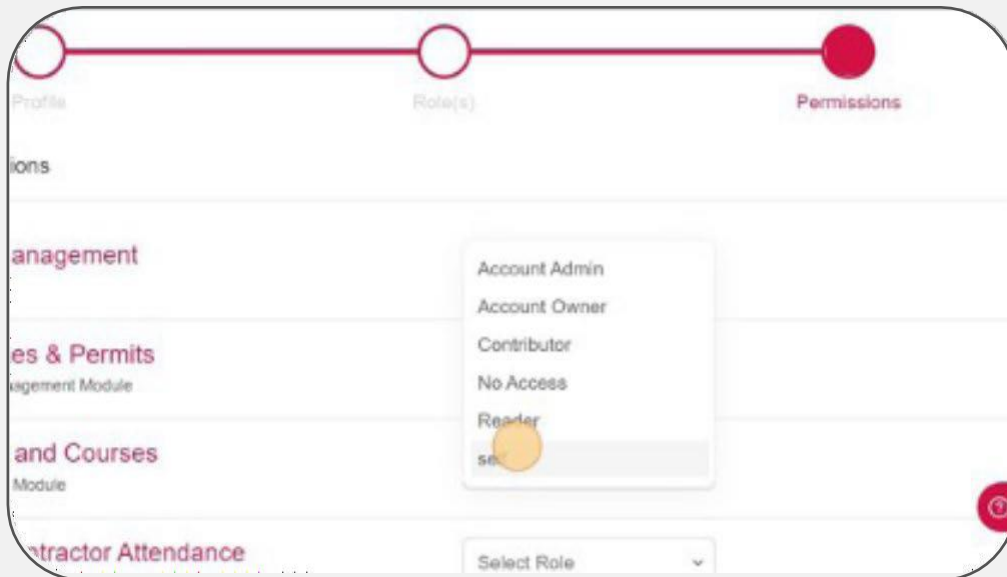 Profile
Role(s)
Permissions
ions
anagement
Account Admin
Account Owner
Contributor
es & Permits
agement Module
No Access
Reader
and Courses
Module
ntractor Attendance
Select Role